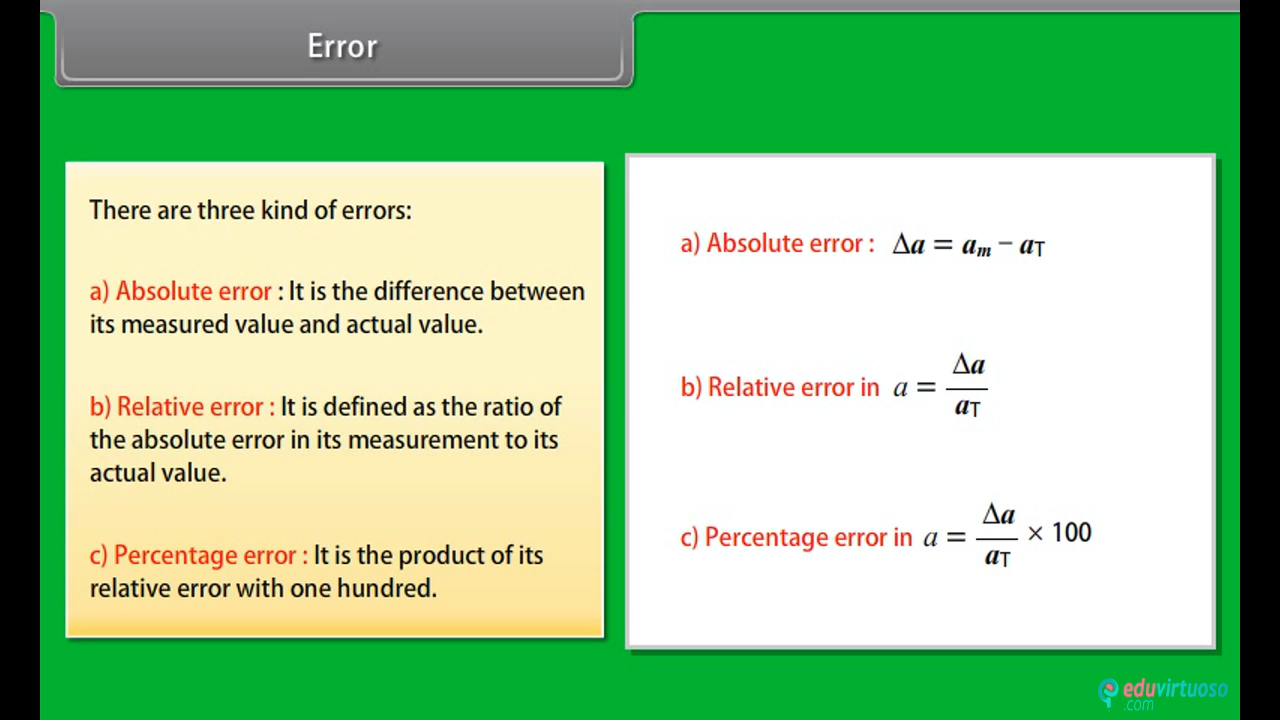 Error
There are three kind of errors:
a) Absolute error : It is the difference between
its measured value and actual value.
b) Relative error : It is defined as the ratio of
the absolute error in its measurement to its
actual value.
c) Percentage error : It is the product of its
relative error with one hundred.
a) Absolute error : Δa = aₘ − a_T
b) Relative error in a = Δa / a_T
c) Percentage error in a = Δa / a_T × 100
eduvirtuoso
.com